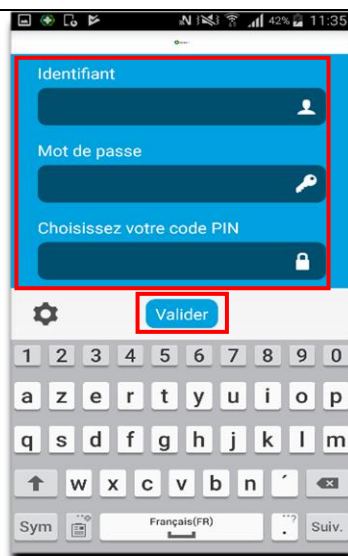 42% 11:35
Identifiant
Mot de passe
Choisissez votre code PIN
Valider
1 2 3 4 5 6 7 8 9 0
a z e r t y u i o p
q s d f g h j k l m
w x c v b n ´
Sym Français(FR) . ? Suiv.